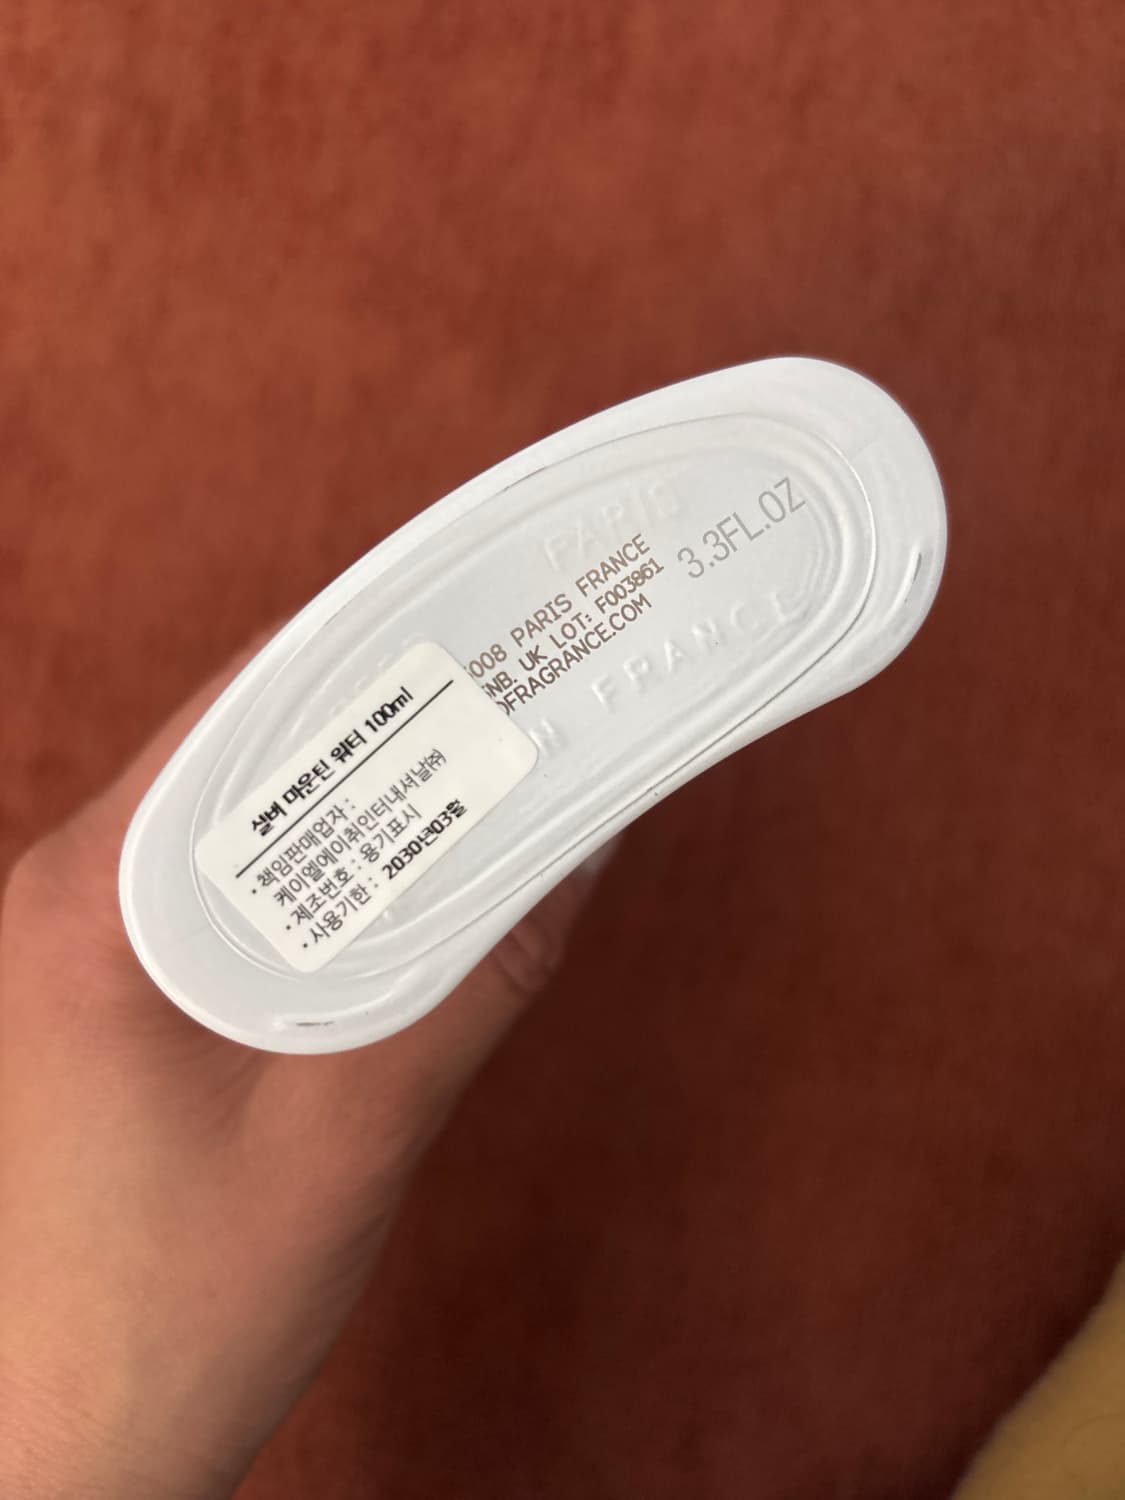 실버 마운틴 워터 100ml
· 책임판매업자 :
케이엘에이취인터내셔날㈜
· 제조번호 : 용기표시
· 사용기한 : 2030년03월
008 PARIS FRANCE
UK LOT: F003861
FRAGRANCE.COM
3.3FL.OZ
PARIS
FRANCE